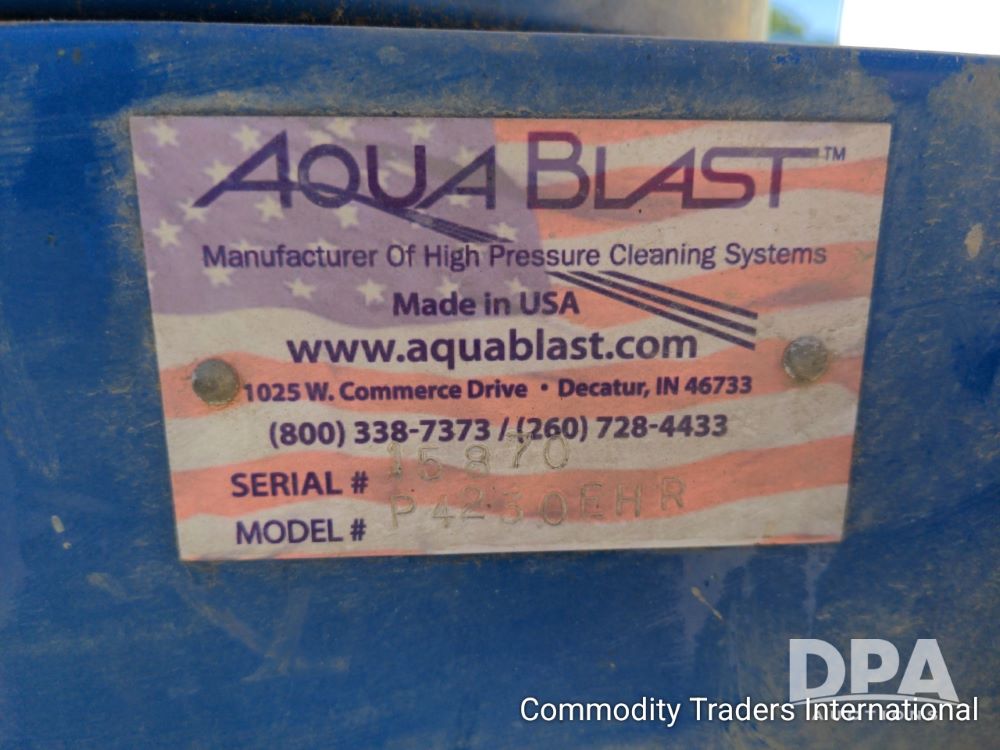 AQUA BLAST™
Manufacturer Of High Pressure Cleaning Systems
Made in USA
www.aquablast.com
1025 W. Commerce Drive • Decatur, IN 46733
(800) 338-7373 / (260) 728-4433
SERIAL # 15870
MODEL # P4230EHR
DPA
AUCTIONS
Commodity Traders International